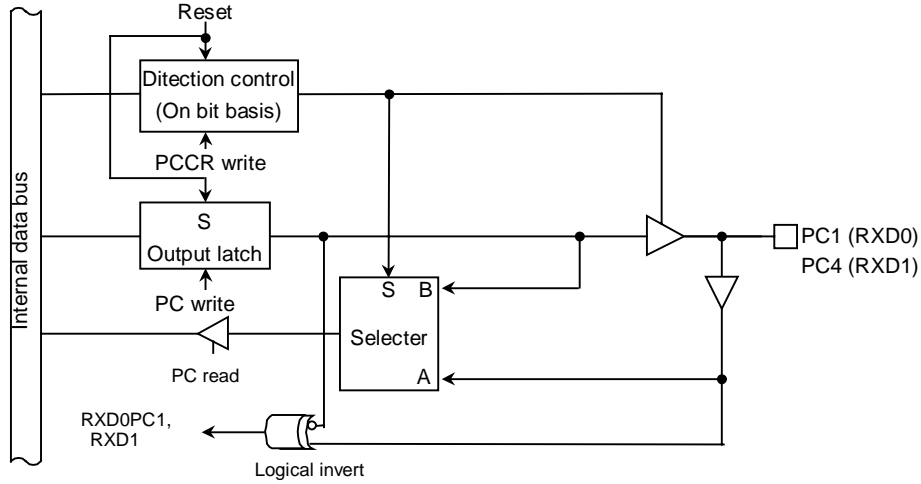 Reset
Ditection control
(On bit basis)
PCCR write
Internal data bus
S
Output latch
PC write
PC1 (RXD0)
PC4 (RXD1)
S B
Selecter
A
PC read
RXD0PC1,
RXD1
Logical invert